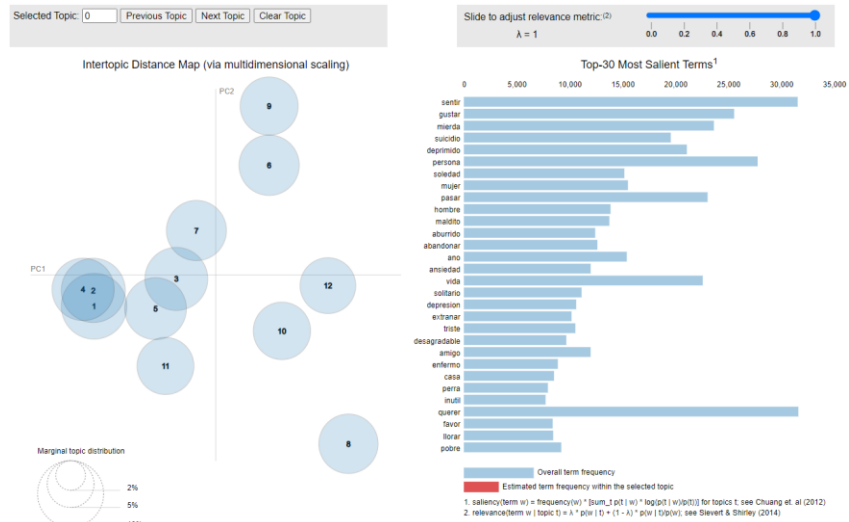 Selected Topic: 0 Previous Topic Next Topic Clear Topic
Slide to adjust relevance metric:(2)
λ = 1
0.0 0.2 0.4 0.6 0.8 1.0
Intertopic Distance Map (via multidimensional scaling)
PC2
PC1
9
6
7
3
4
2
1
5
12
10
11
8
Marginal topic distribution
2%
5%
Top-30 Most Salient Terms1
0 5,000 10,000 15,000 20,000 25,000 30,000 35,000
sentir
gustar
mierda
suicidio
deprimido
persona
soledad
mujer
pasar
hombre
maldito
aburrido
abandonar
ano
ansiedad
vida
solitario
depresion
extranar
triste
desagradable
amigo
enfermo
casa
perra
inutil
querer
favor
llorar
pobre
Overall term frequency
Estimated term frequency within the selected topic
1. saliency(term w) = frequency(w) * [sum_t p(t | w) * log(p(t | w)/p(t))] for topics t; see Chuang et. al (2012)
2. relevance(term w | topic t) = λ * p(w | t) + (1 - λ) * p(w | t)/p(w); see Sievert & Shirley (2014)